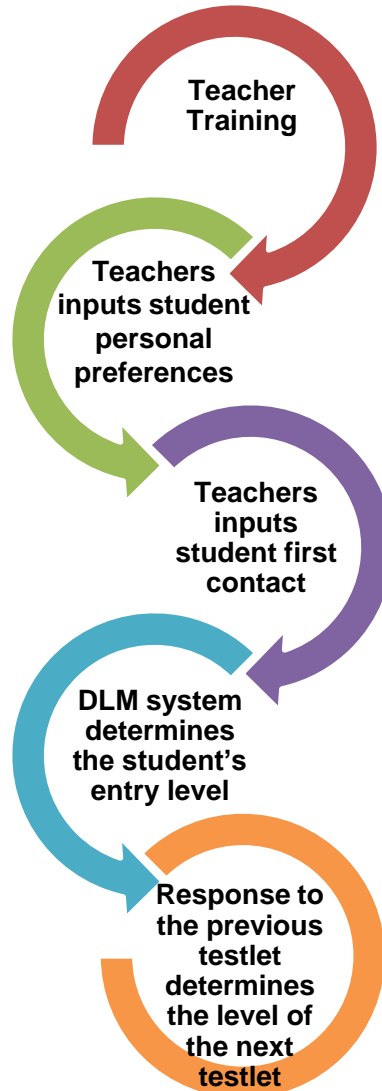 Teacher
Training
Teachers
inputs student
personal
preferences
Teachers
inputs
student first
contact
DLM system
determines
the student’s
entry level
Response to
the previous
testlet
determines
the level of
the next
testlet